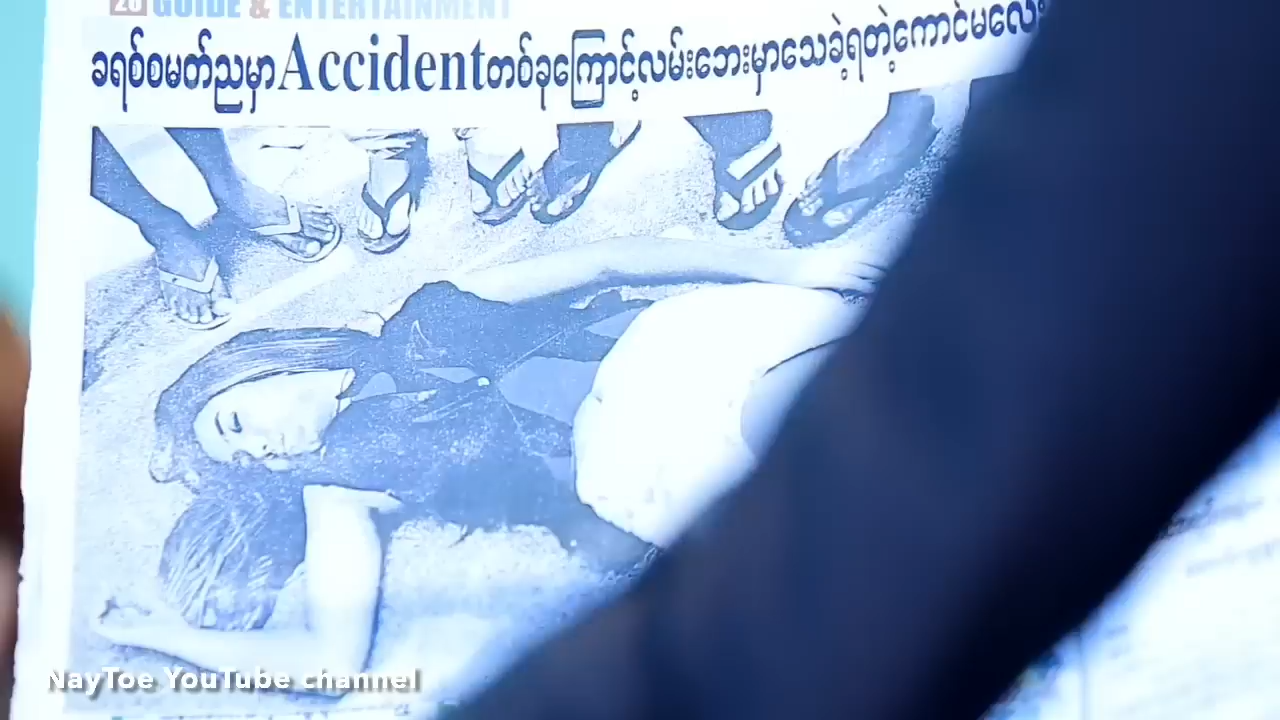 28 GUIDE & ENTERTAINMENT
ခရစ်စမတ်ညမှာAccidentတစ်ခုကြောင့်လမ်းဘေးမှာသေခဲ့ရတဲ့ကောင်မလေး
NayToe YouTube channel